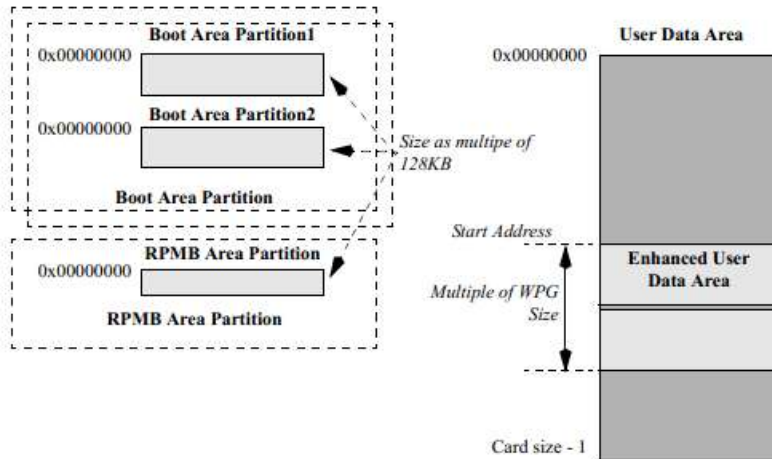 Boot Area Partition1
0x00000000
Boot Area Partition2
0x00000000
Size as multipe of
128KB
Boot Area Partition
RPMB Area Partition
0x00000000
RPMB Area Partition
User Data Area
0x00000000
Start Address
Enhanced User
Data Area
Multiple of WPG
Size
Card size - 1